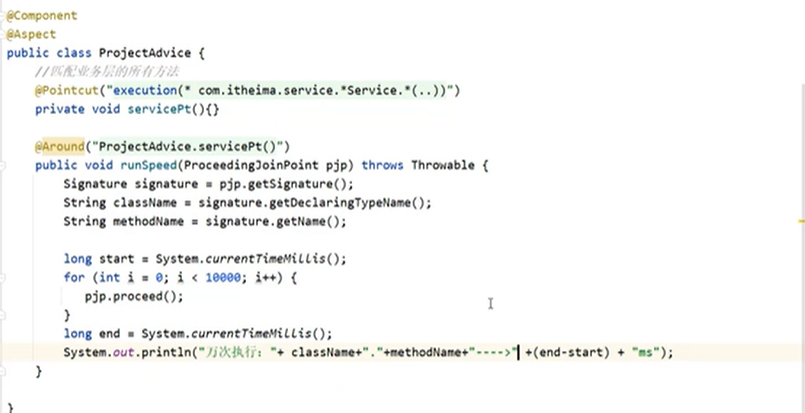 @Component
@Aspect
public class ProjectAdvice {
//匹配业务层的所有方法
@Pointcut("execution(* com.itheima.service.*Service.*(..))")
private void servicePt(){}
@Around("ProjectAdvice.servicePt()")
public void runSpeed(ProceedingJoinPoint pjp) throws Throwable {
Signature signature = pjp.getSignature();
String className = signature.getDeclaringTypeName();
String methodName = signature.getName();
long start = System.currentTimeMillis();
for (int i = 0; i < 10000; i++) {
pjp.proceed();
}
long end = System.currentTimeMillis();
System.out.println("万次执行："+ className+"."+methodName+"---->" +(end-start) + "ms");
}
}